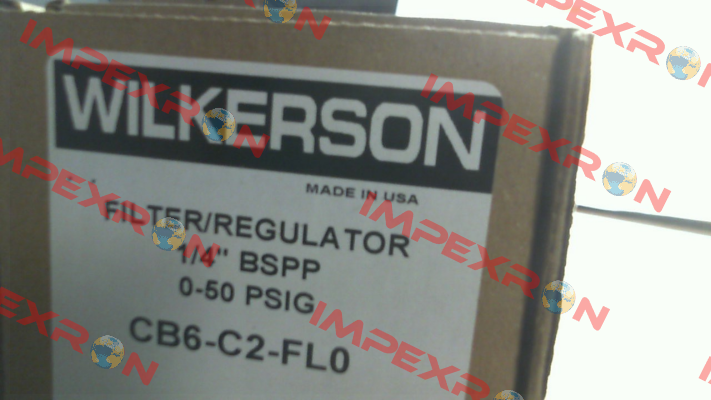 WILKERSON
MADE IN USA
FILTER/REGULATOR
1/4" BSPP
0-50 PSIG
CB6-C2-FL0
IMPEXRON
IMPEXRON
IMPEXRON
IMPEXRON
IMPEXRON
IMPEXRON